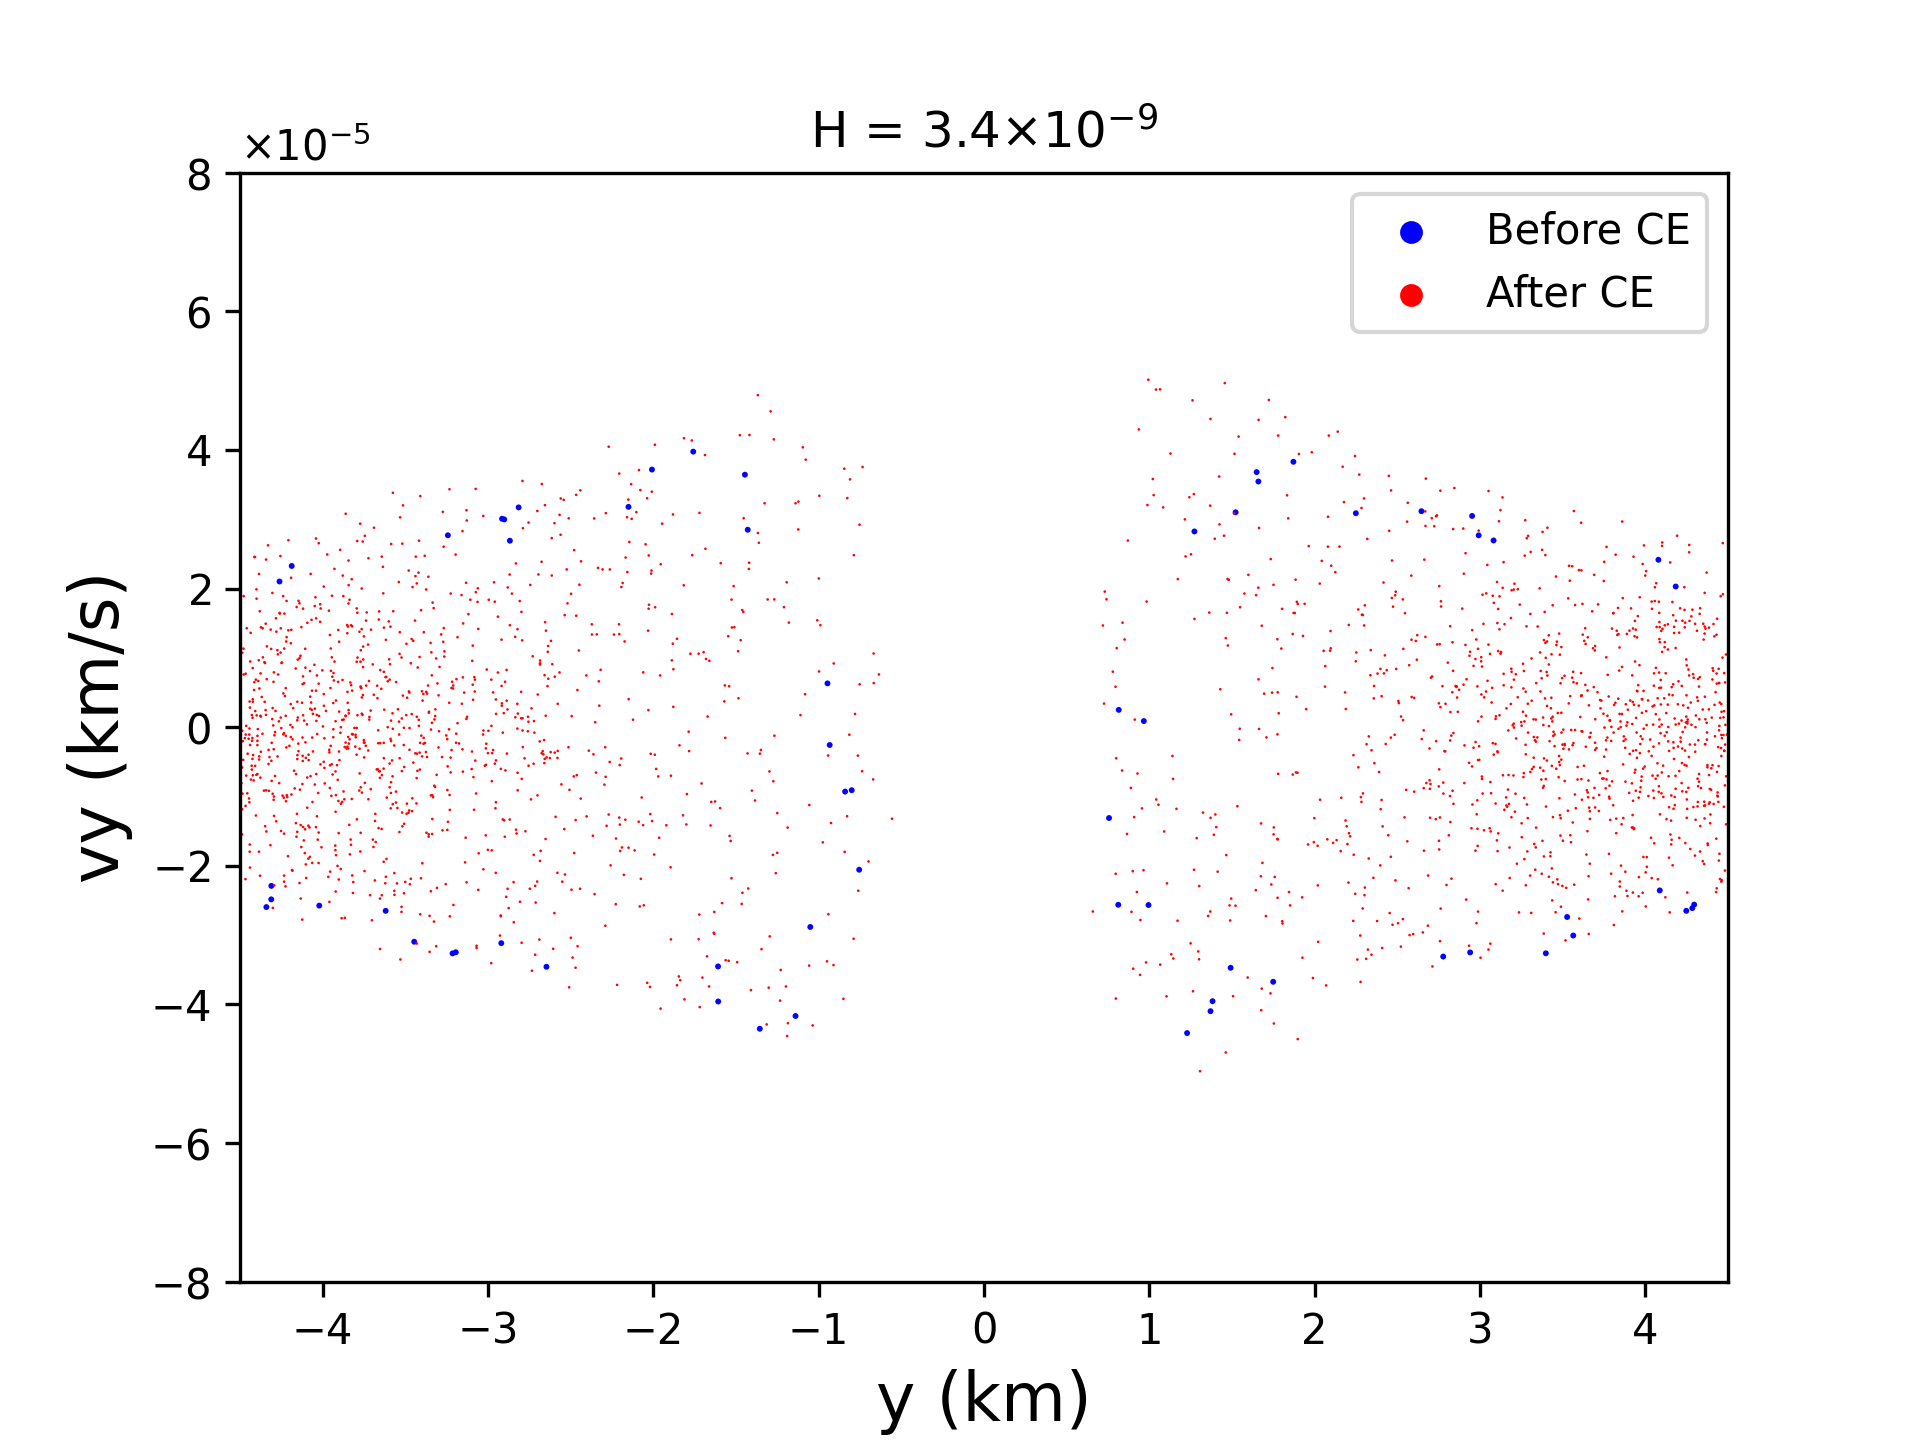 H = 3.4×10⁻⁹
×10⁻⁵
8
6
4
2
0
−2
−4
−6
−8
Before CE
After CE
vy (km/s)
−4 −3 −2 −1 0 1 2 3 4
y (km)